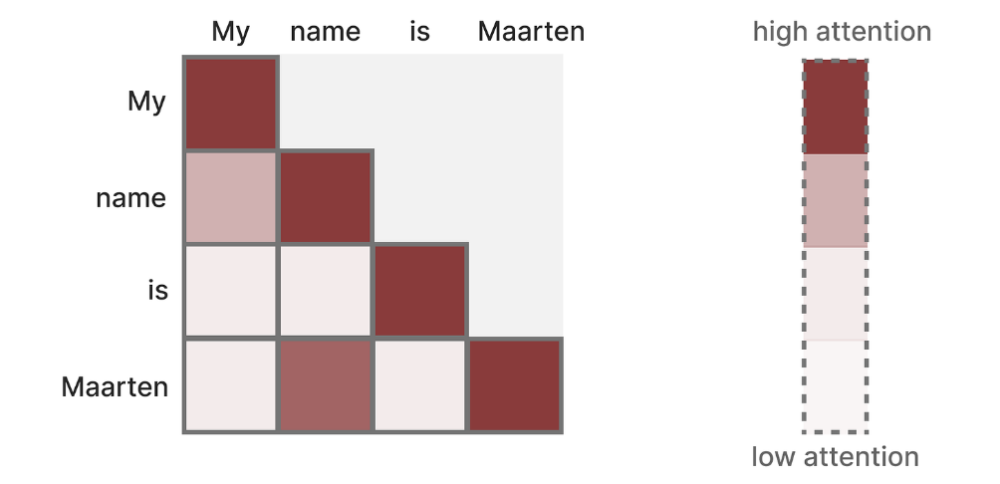 My name is Maarten
high attention
My
name
is
Maarten
low attention